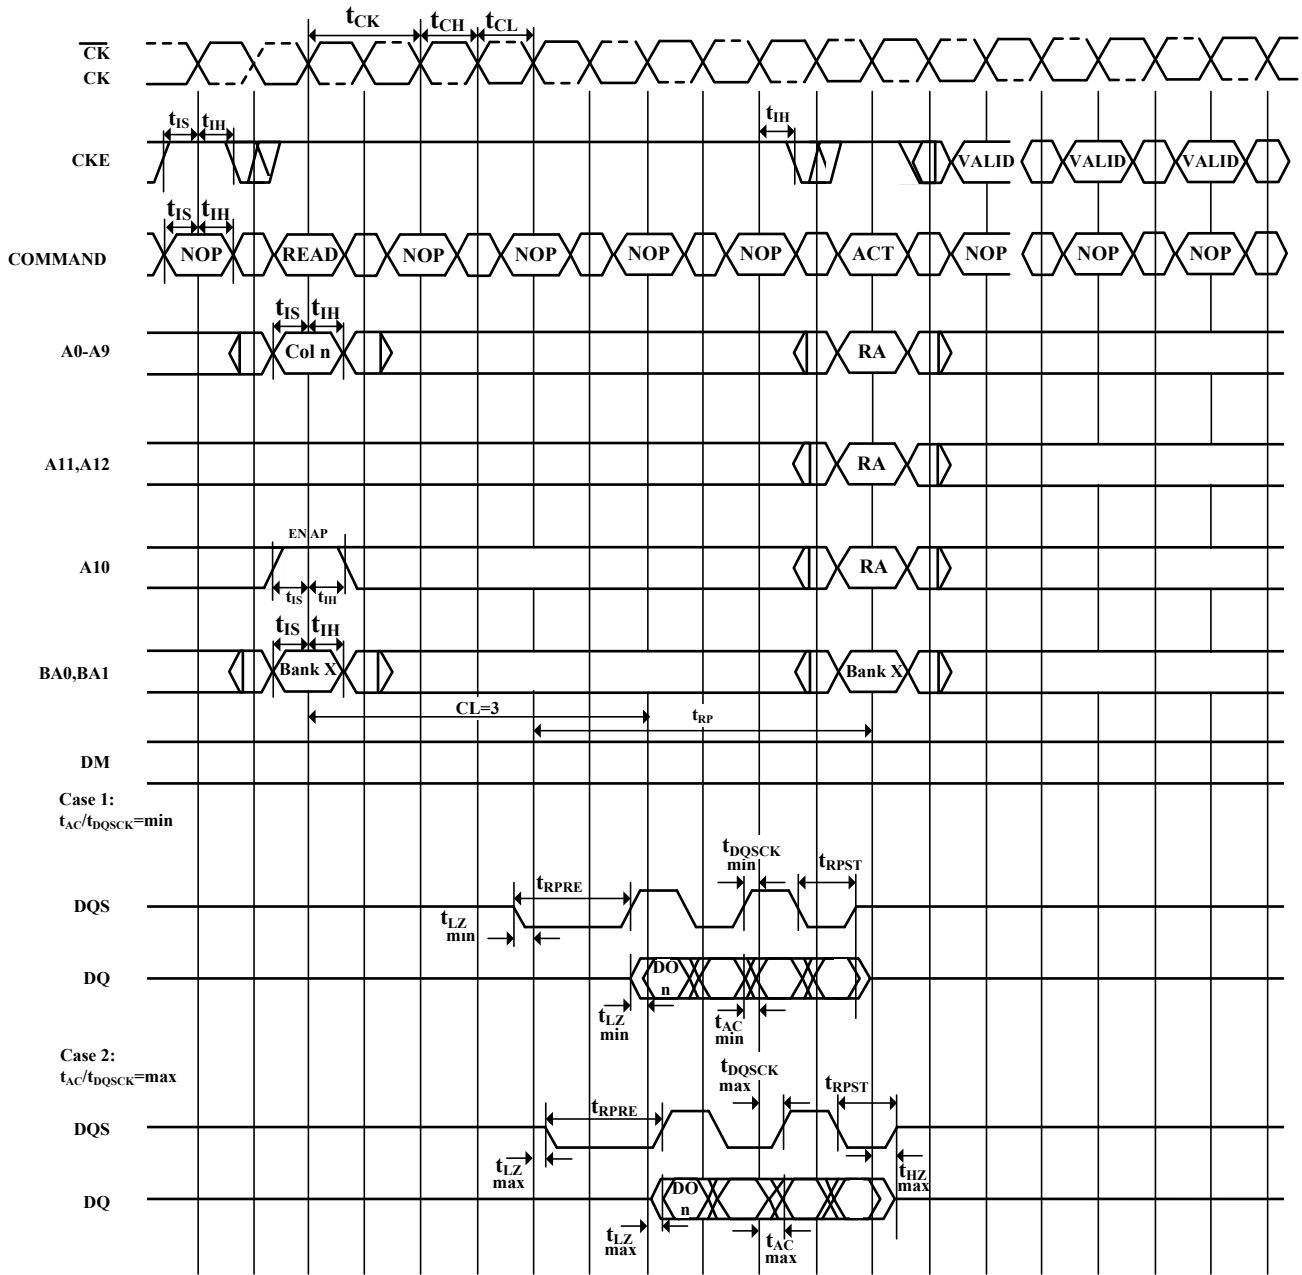 tCK tCH tCL
CK
CK
tIS tIH tIH
CKE VALID VALID VALID
tIS tIH
COMMAND NOP READ NOP NOP NOP NOP ACT NOP NOP NOP
tIS tIH
A0-A9 Col n RA
A11,A12 RA
EN AP
A10 RA
tIS tIH
tIS tIH
BA0,BA1 Bank X Bank X
CL=3
tRP
DM
Case 1:
tAC/tDQSCK=min
tDQSCK
min
tRPST
tRPRE
DQS
tLZ
min
DQ DO
n
tLZ
min
tAC
min
Case 2:
tAC/tDQSCK=max
tDQSCK
max
tRPST
tRPRE
DQS
tLZ
max
tHZ
max
DQ DO
n
tLZ
max
tAC
max